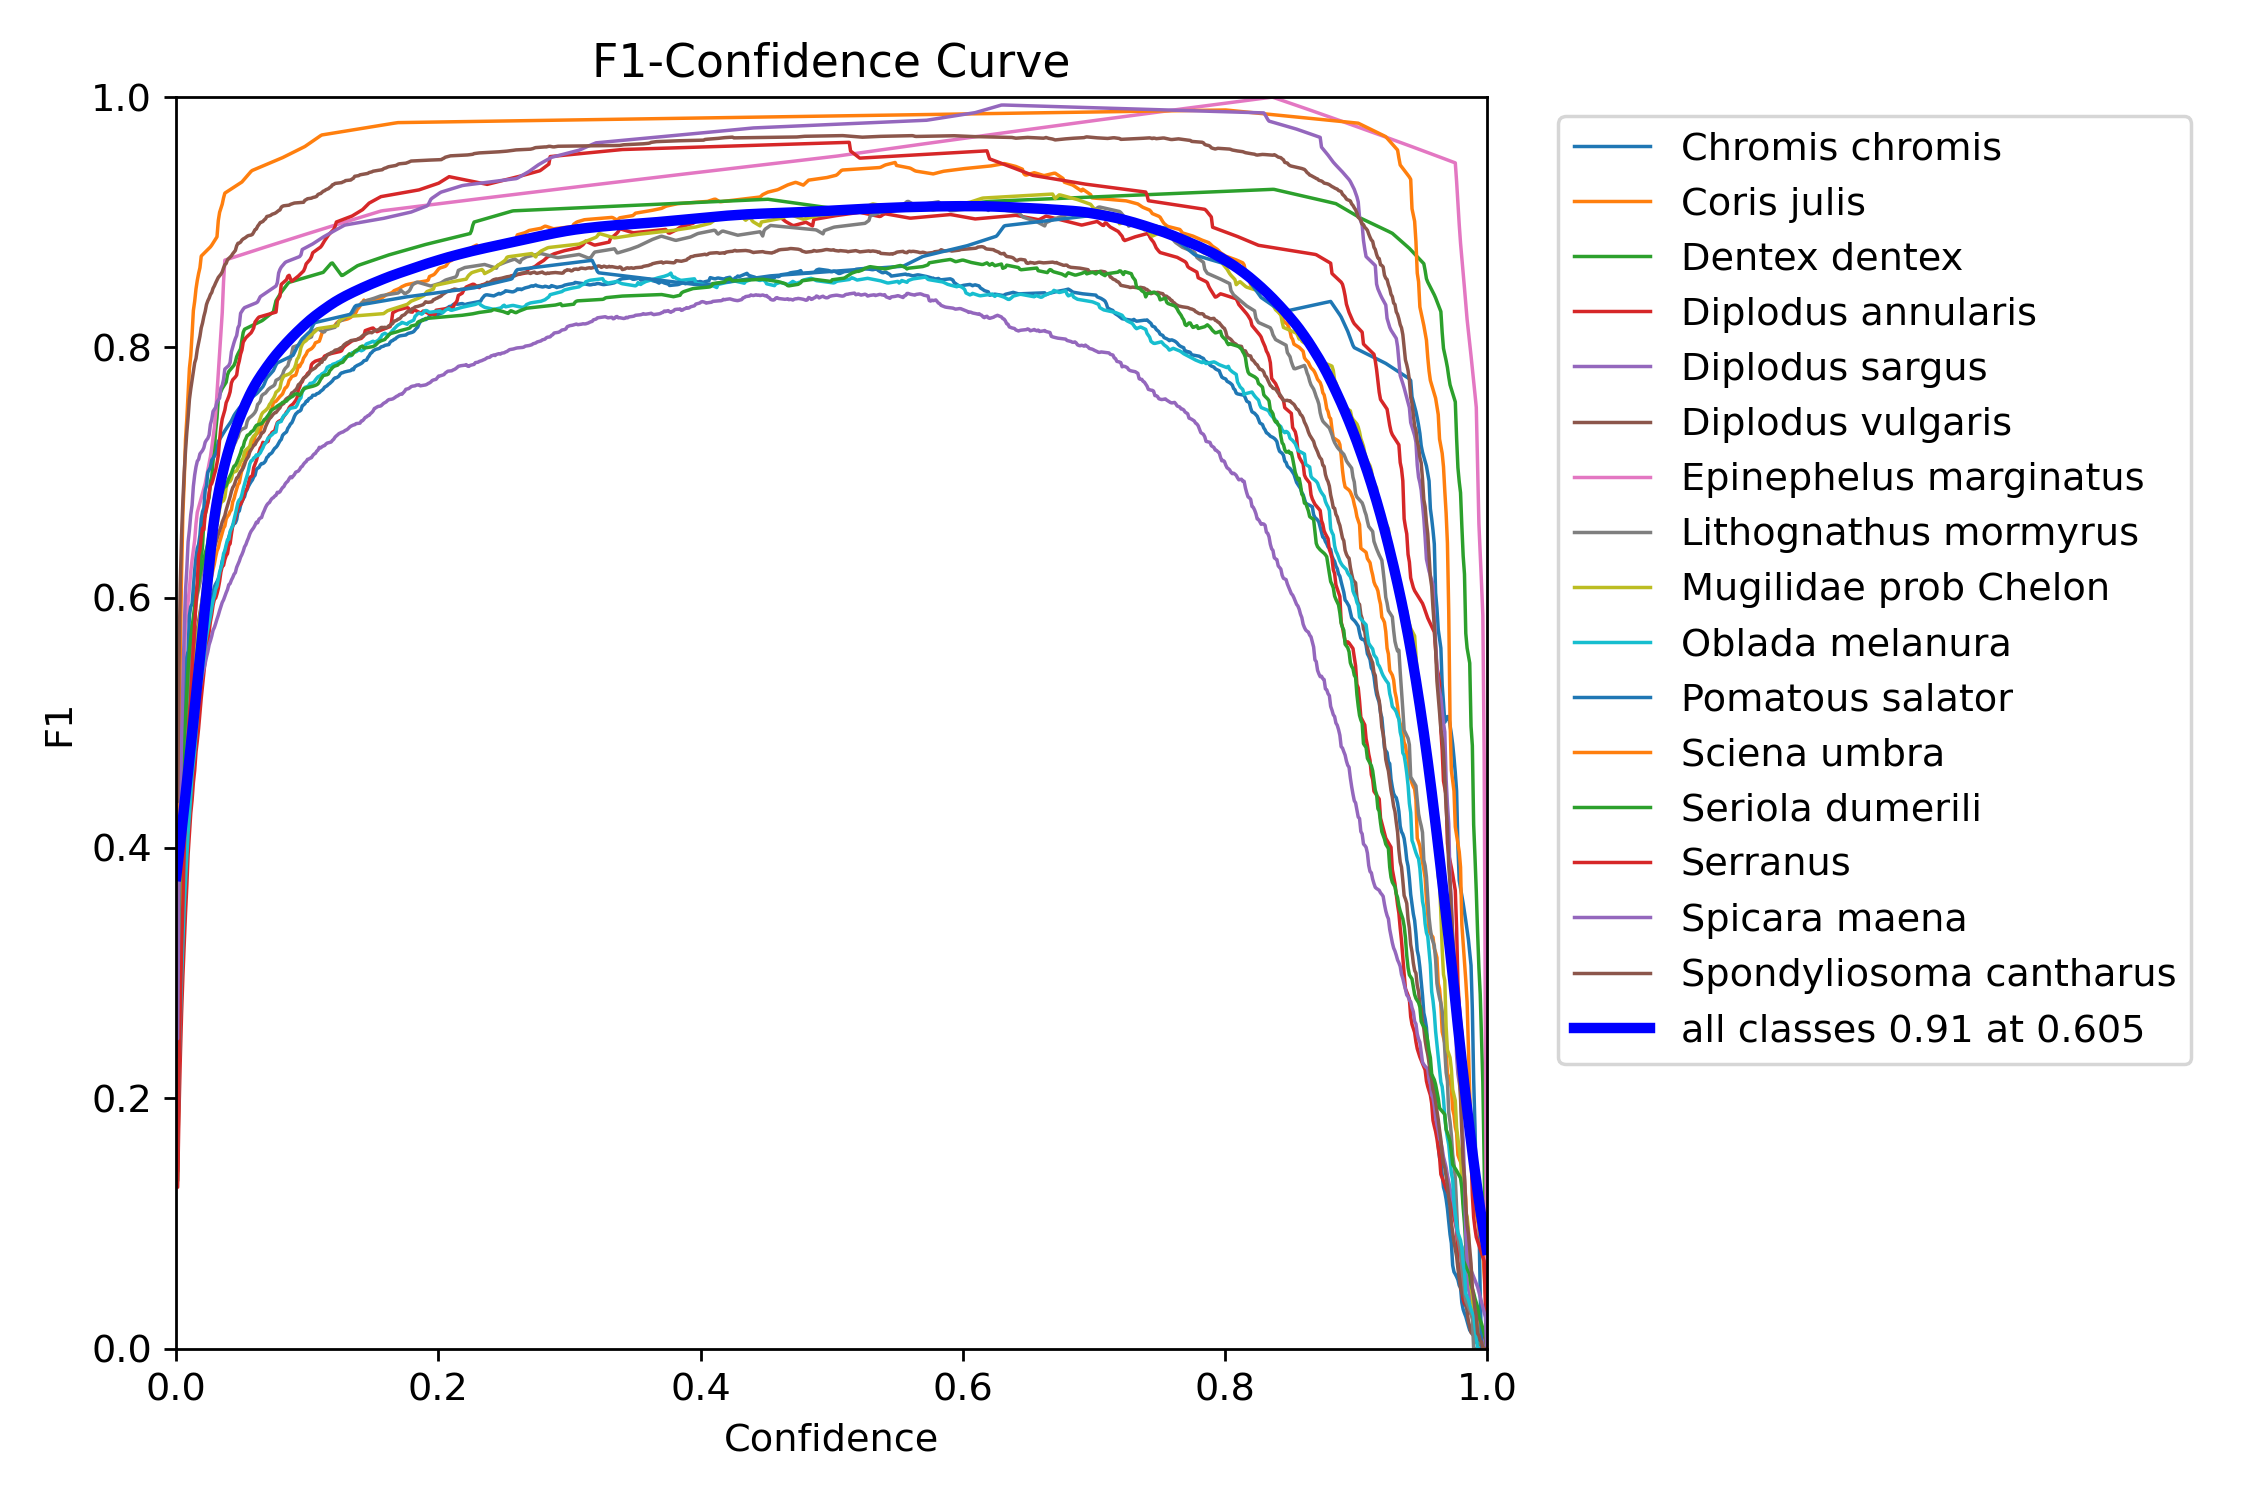 F1-Confidence Curve
1.0
0.8
0.6
0.4
0.2
0.0
F1
0.0 0.2 0.4 0.6 0.8 1.0
Confidence
Chromis chromis
Coris julis
Dentex dentex
Diplodus annularis
Diplodus sargus
Diplodus vulgaris
Epinephelus marginatus
Lithognathus mormyrus
Mugilidae prob Chelon
Oblada melanura
Pomatous salator
Sciena umbra
Seriola dumerili
Serranus
Spicara maena
Spondyliosoma cantharus
all classes 0.91 at 0.605